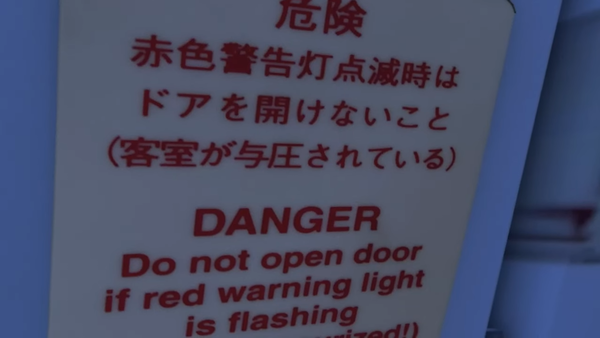 危険
赤色警告灯点滅時は
ドアを開けないこと
(客室が与圧されている)
DANGER
Do not open door
if red warning light
is flashing